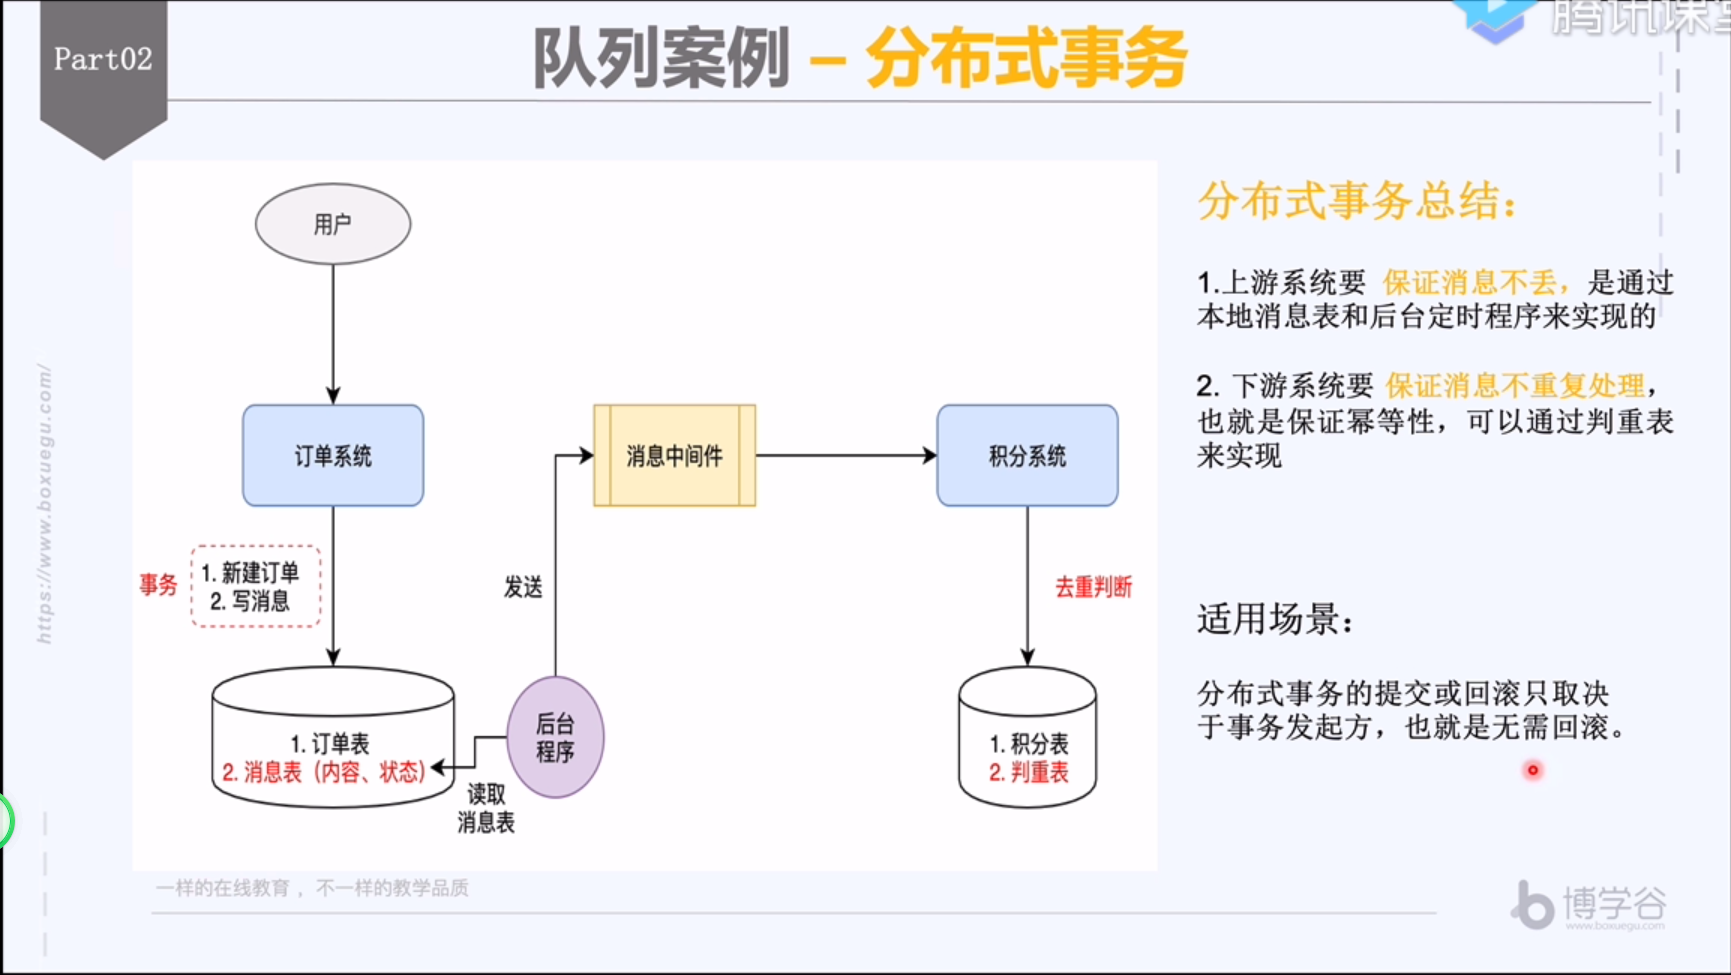 Part02
队列案例 – 分布式事务
腾讯课堂
https://www.boxuegu.com/
用户
订单系统
消息中间件
积分系统
事务
1. 新建订单
2. 写消息
发送
去重判断
后台
程序
1. 订单表
2. 消息表（内容、状态）
读取
消息表
1. 积分表
2. 判重表
分布式事务总结：
1.上游系统要 保证消息不丢，是通过
本地消息表和后台定时程序来实现的
2. 下游系统要 保证消息不重复处理，
也就是保证幂等性，可以通过判重表
来实现
适用场景：
分布式事务的提交或回滚只取决
于事务发起方，也就是无需回滚。
一样的在线教育，不一样的教学品质
博学谷
www.boxuegu.com